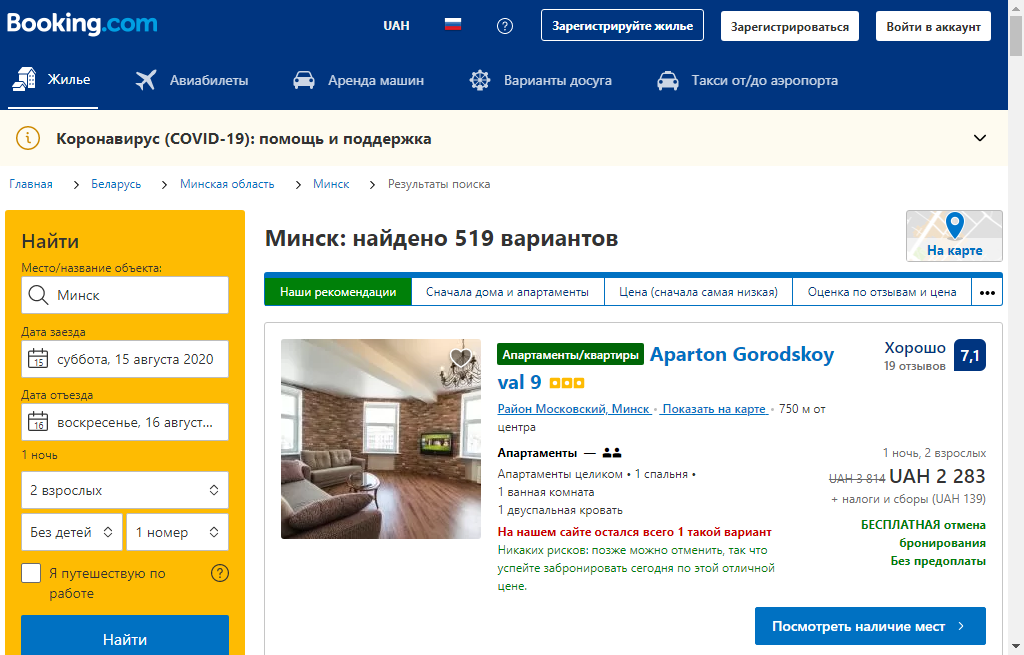 Booking.com
UAH
Зарегистрируйте жилье
Зарегистрироваться
Войти в аккаунт
Жилье
Авиабилеты
Аренда машин
Варианты досуга
Такси от/до аэропорта
Коронавирус (COVID-19): помощь и поддержка
Главная
Беларусь
Минская область
Минск
Результаты поиска
Найти
Место/название объекта:
Минск
Дата заезда
15
суббота, 15 августа 2020
Дата отъезда
16
воскресенье, 16 август...
1 ночь
2 взрослых
Без детей
1 номер
Я путешествую по
работе
Найти
Минск: найдено 519 вариантов
На карте
Наши рекомендации
Сначала дома и апартаменты
Цена (сначала самая низкая)
Оценка по отзывам и цена
Апартаменты/квартиры Aparton Gorodskoy
val 9
Хорошо
19 отзывов
7,1
Район Московский, Минск • Показать на карте • 750 м от
центра
Апартаменты —
Апартаменты целиком • 1 спальня •
1 ванная комната
1 двуспальная кровать
На нашем сайте остался всего 1 такой вариант
Никаких рисков: позже можно отменить, так что
успейте забронировать сегодня по этой отличной
цене.
1 ночь, 2 взрослых
UAH 3 814 UAH 2 283
+ налоги и сборы (UAH 139)
БЕСПЛАТНАЯ отмена
бронирования
Без предоплаты
Посмотреть наличие мест